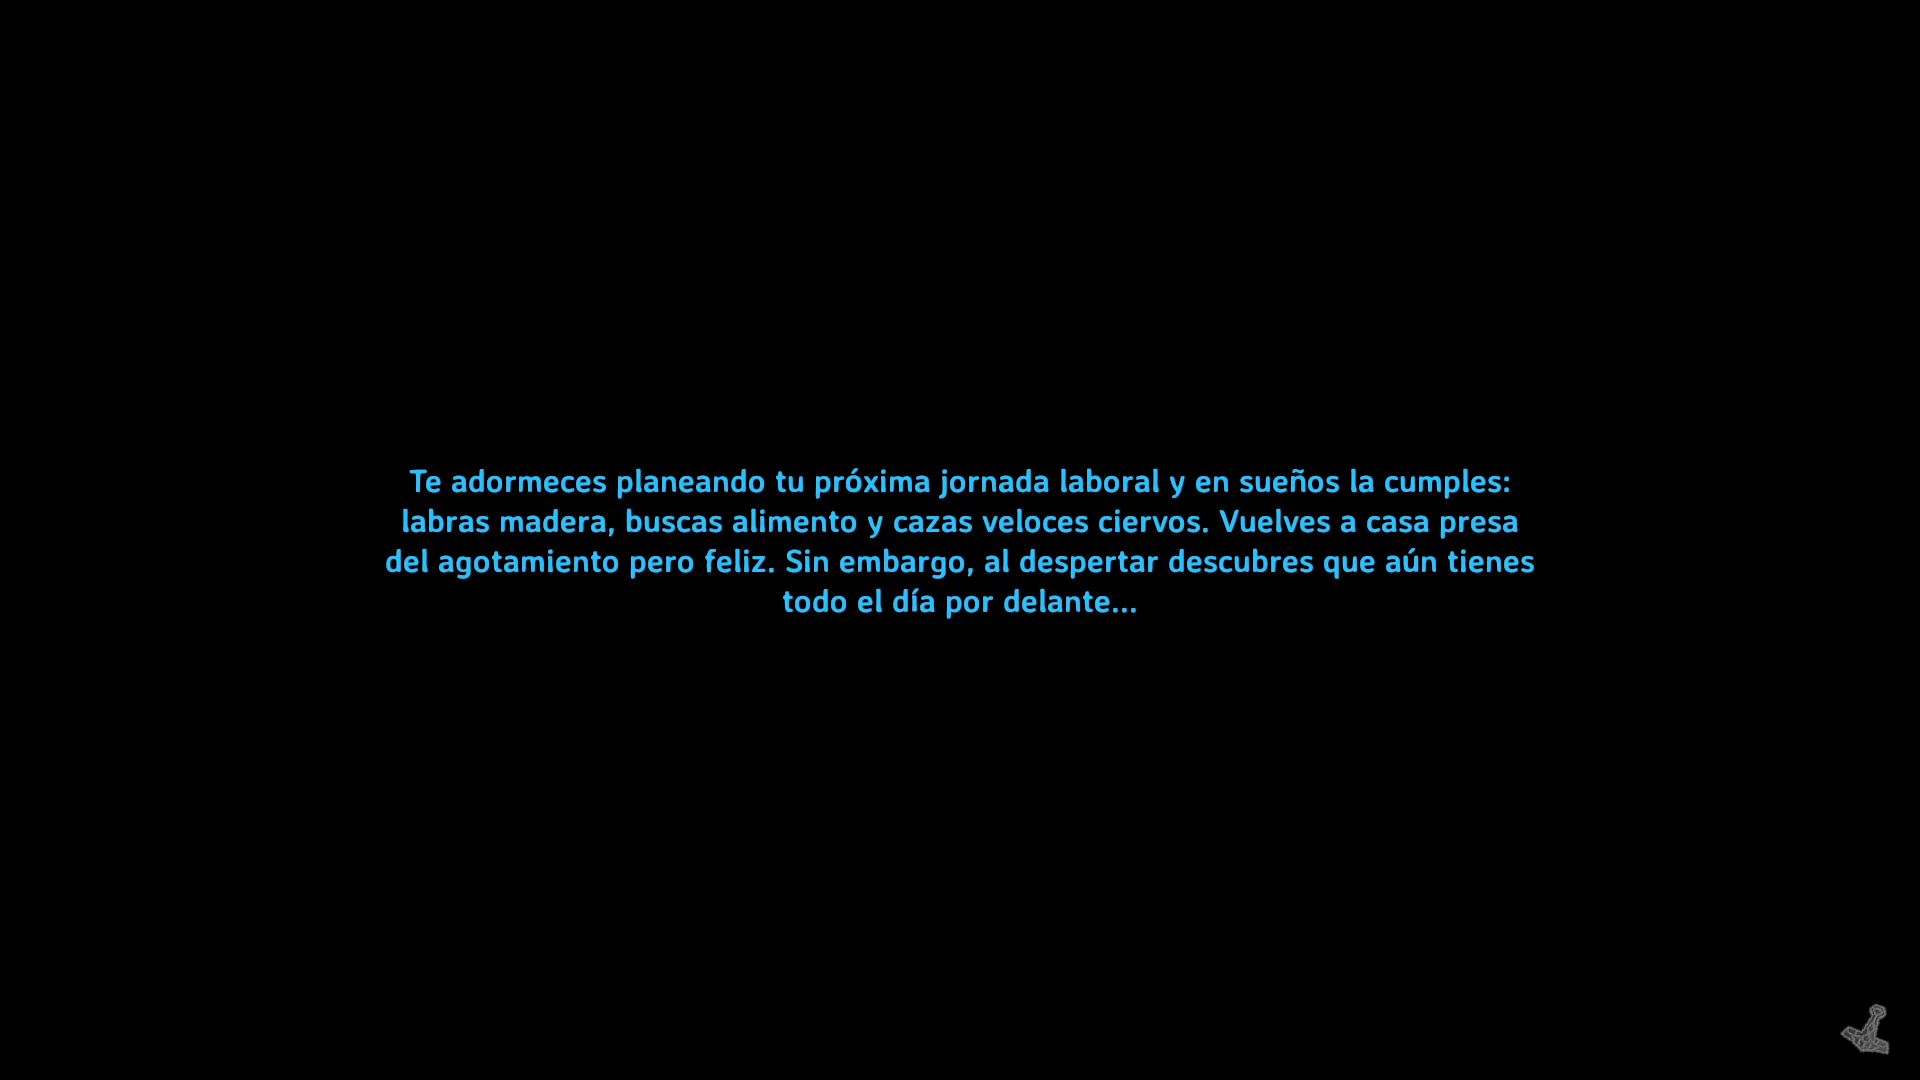 Te adormeces planeando tu próxima jornada laboral y en sueños la cumples:
labras madera, buscas alimento y cazas veloces ciervos. Vuelves a casa presa
del agotamiento pero feliz. Sin embargo, al despertar descubres que aún tienes
todo el día por delante...